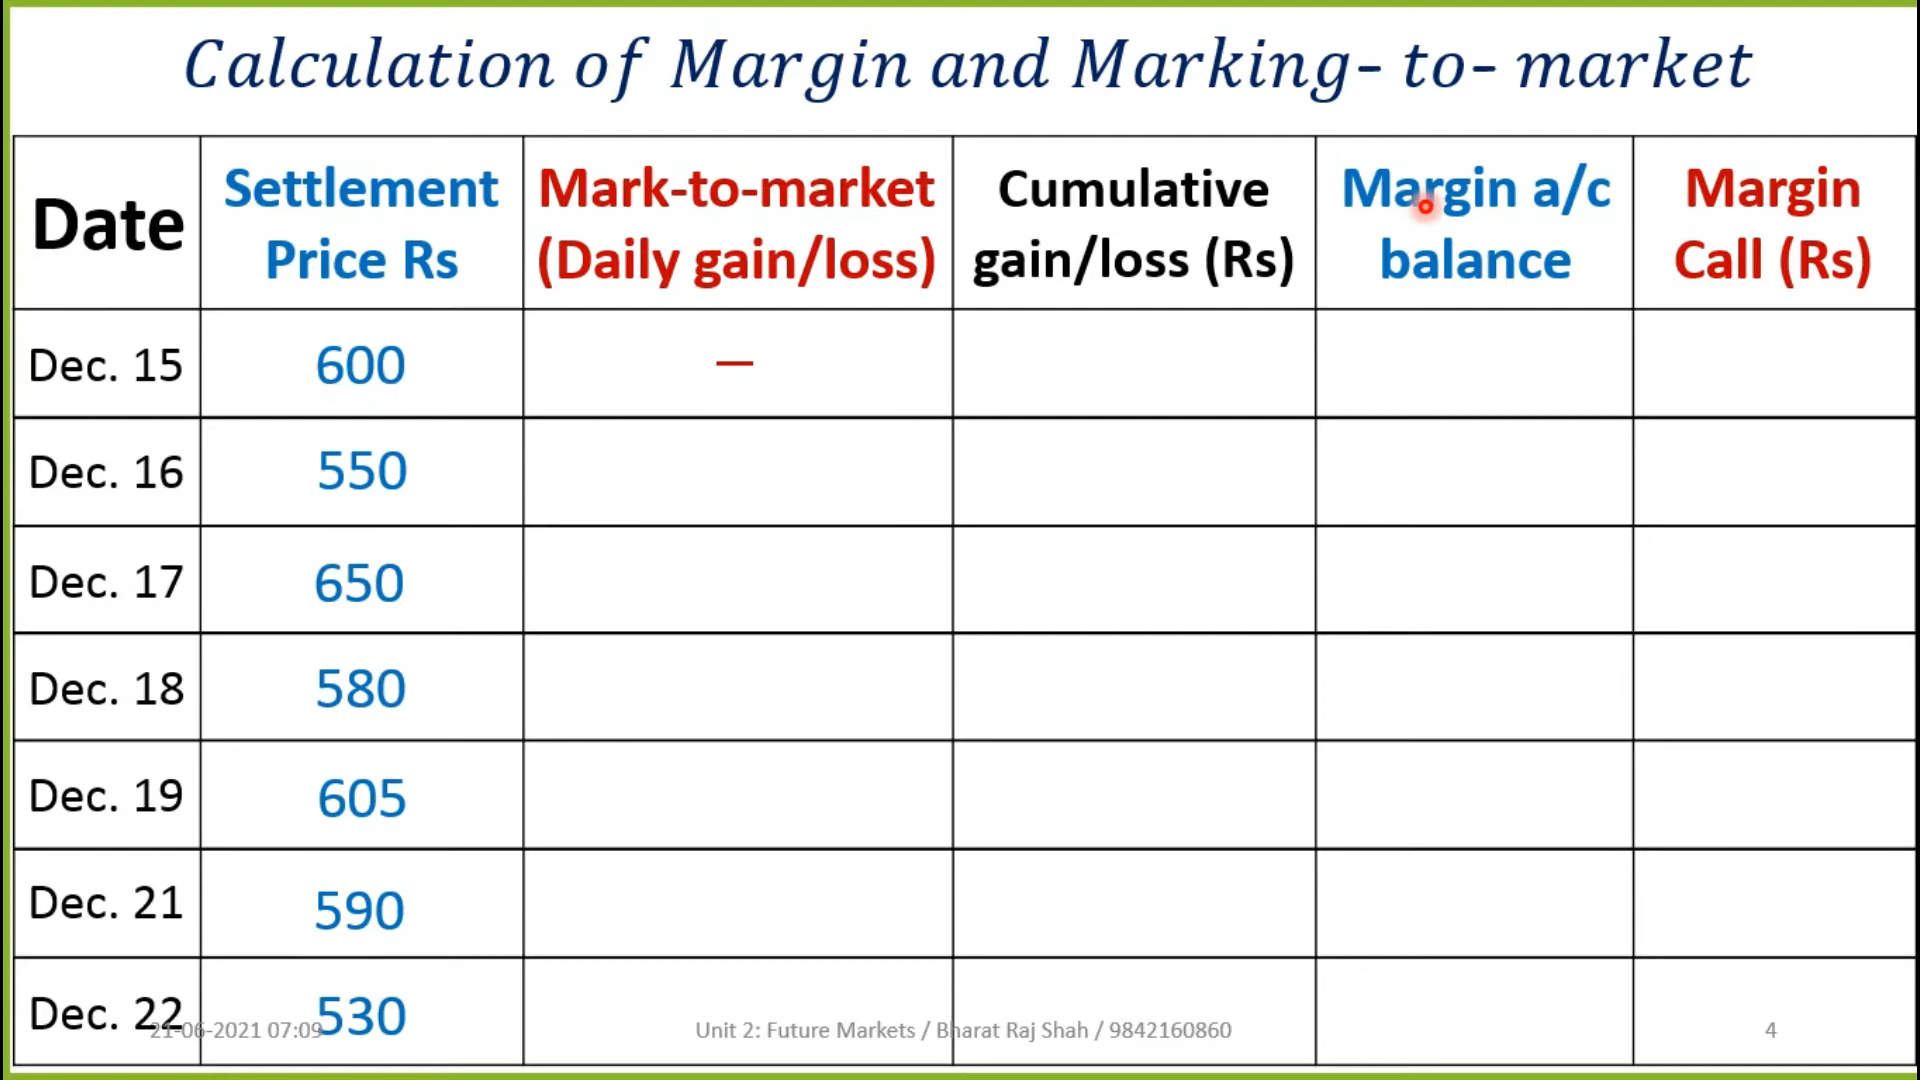 Calculation of Margin and Marking- to- market
Date
Settlement Price Rs
Mark-to-market (Daily gain/loss)
Cumulative gain/loss (Rs)
Margin a/c balance
Margin Call (Rs)
Dec. 15 600 —
Dec. 16 550
Dec. 17 650
Dec. 18 580
Dec. 19 605
Dec. 21 590
Dec. 22 530
21-06-2021 07:09
Unit 2: Future Markets / Bharat Raj Shah / 9842160860
4